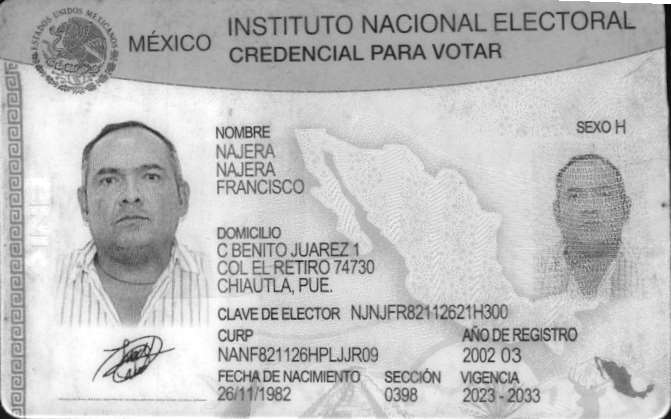 ESTADOS UNIDOS MEXICANOS
MÉXICO
INSTITUTO NACIONAL ELECTORAL
CREDENCIAL PARA VOTAR
NOMBRE
SEXO H
NAJERA
NAJERA
FRANCISCO
DOMICILIO
C BENITO JUAREZ 1
COL EL RETIRO 74730
CHIAUTLA, PUE.
CLAVE DE ELECTOR NJNJFR82112621H300
CURP
AÑO DE REGISTRO
NANF821126HPLJJR09
2002 03
FECHA DE NACIMIENTO SECCIÓN VIGENCIA
26/11/1982 0398 2023 - 2033